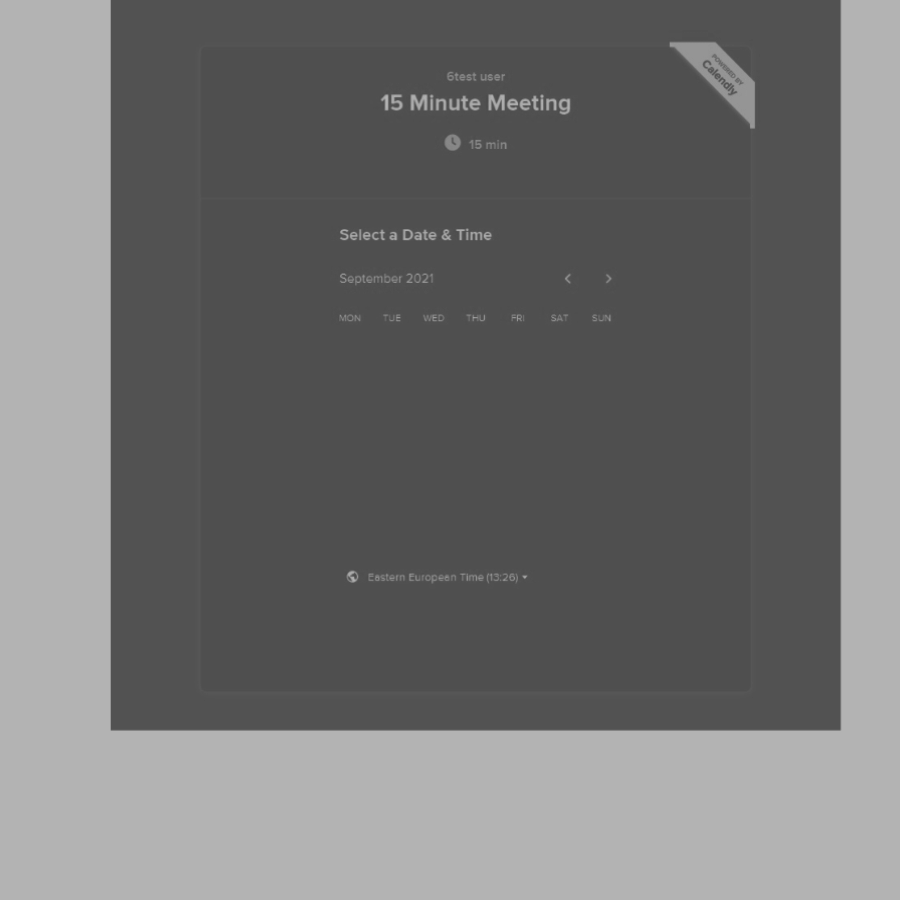 6test user
15 Minute Meeting
15 min
POWERED BY
Calendly
Select a Date & Time
September 2021
MON TUE WED THU FRI SAT SUN
Eastern European Time (13:26)